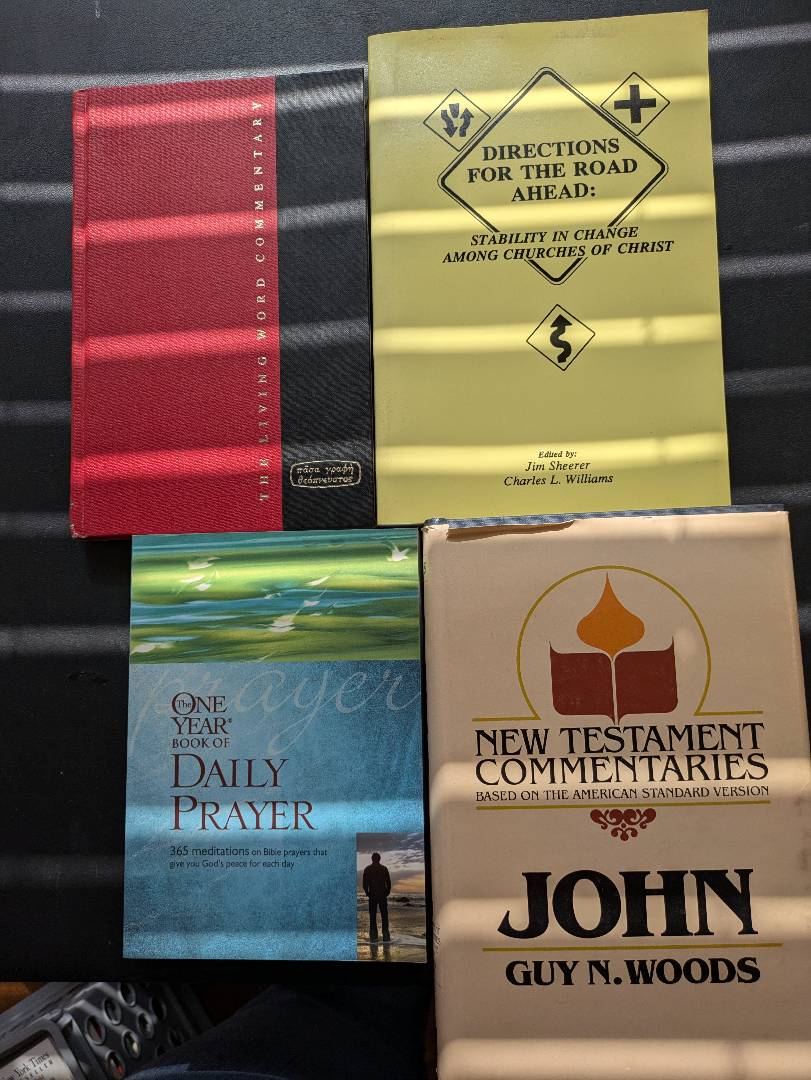 THE LIVING WORD COMMENTARY
πᾶσα γραφὴ
θεόπνευστος
DIRECTIONS
FOR THE ROAD
AHEAD:
STABILITY IN CHANGE
AMONG CHURCHES OF CHRIST
Edited by:
Jim Sheerer
Charles L. Williams
prayer
The ONE
YEAR®
BOOK OF
DAILY
PRAYER
365 meditations on Bible prayers that
give you God's peace for each day
NEW TESTAMENT
COMMENTARIES
BASED ON THE AMERICAN STANDARD VERSION
JOHN
GUY N. WOODS
York Times